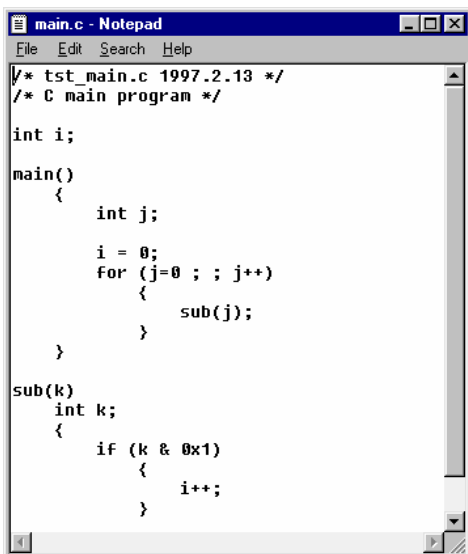 main.c - Notepad
File Edit Search Help
/* tst_main.c 1997.2.13 */
/* C main program */
int i;
main()
{
int j;
i = 0;
for (j=0 ; ; j++)
{
sub(j);
}
}
sub(k)
int k;
{
if (k & 0x1)
{
i++;
}